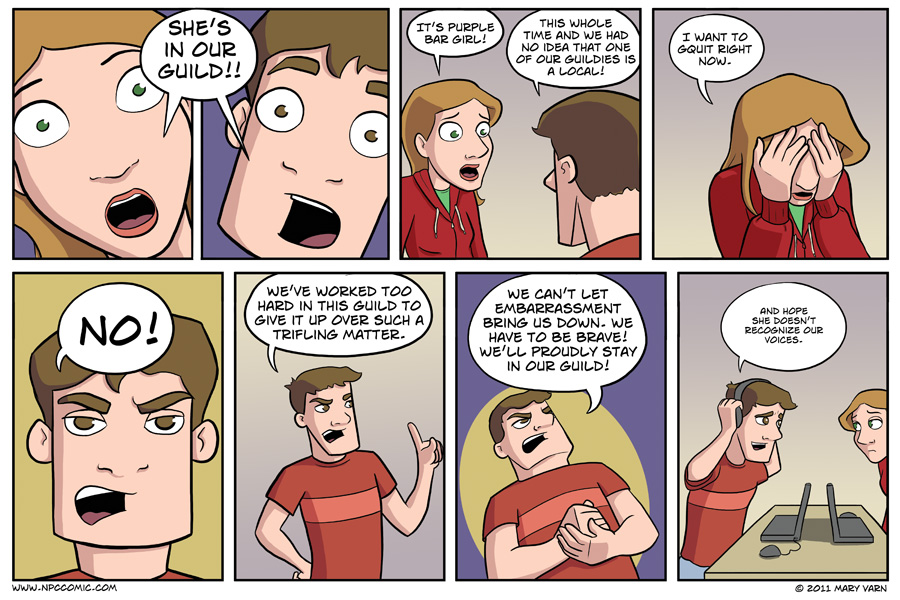 SHE'S
IN OUR
GUILD!!
IT'S PURPLE
BAR GIRL!
THIS WHOLE
TIME AND WE HAD
NO IDEA THAT ONE
OF OUR GUILDIES IS
A LOCAL!
I WANT TO
GQUIT RIGHT
NOW.
NO!
WE'VE WORKED TOO
HARD IN THIS GUILD TO
GIVE IT UP OVER SUCH A
TRIFLING MATTER.
WE CAN'T LET
EMBARRASSMENT
BRING US DOWN. WE
HAVE TO BE BRAVE!
WE'LL PROUDLY STAY
IN OUR GUILD!
AND HOPE
SHE DOESN'T
RECOGNIZE OUR
VOICES.
WWW.NPCCOMIC.COM
© 2011 MARY VARN